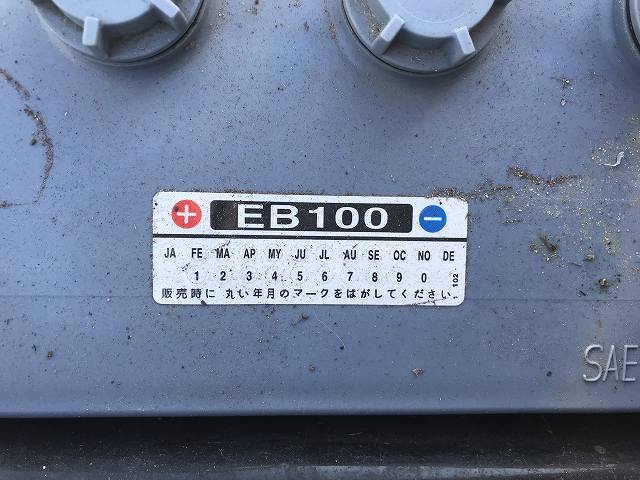 + EB100 −
JA FE MA AP MY JU JL AU SE OC NO DE
1 2 3 4 5 6 7 8 9 0
販売時に 丸い年月のマークをはがしてください
102
SAE